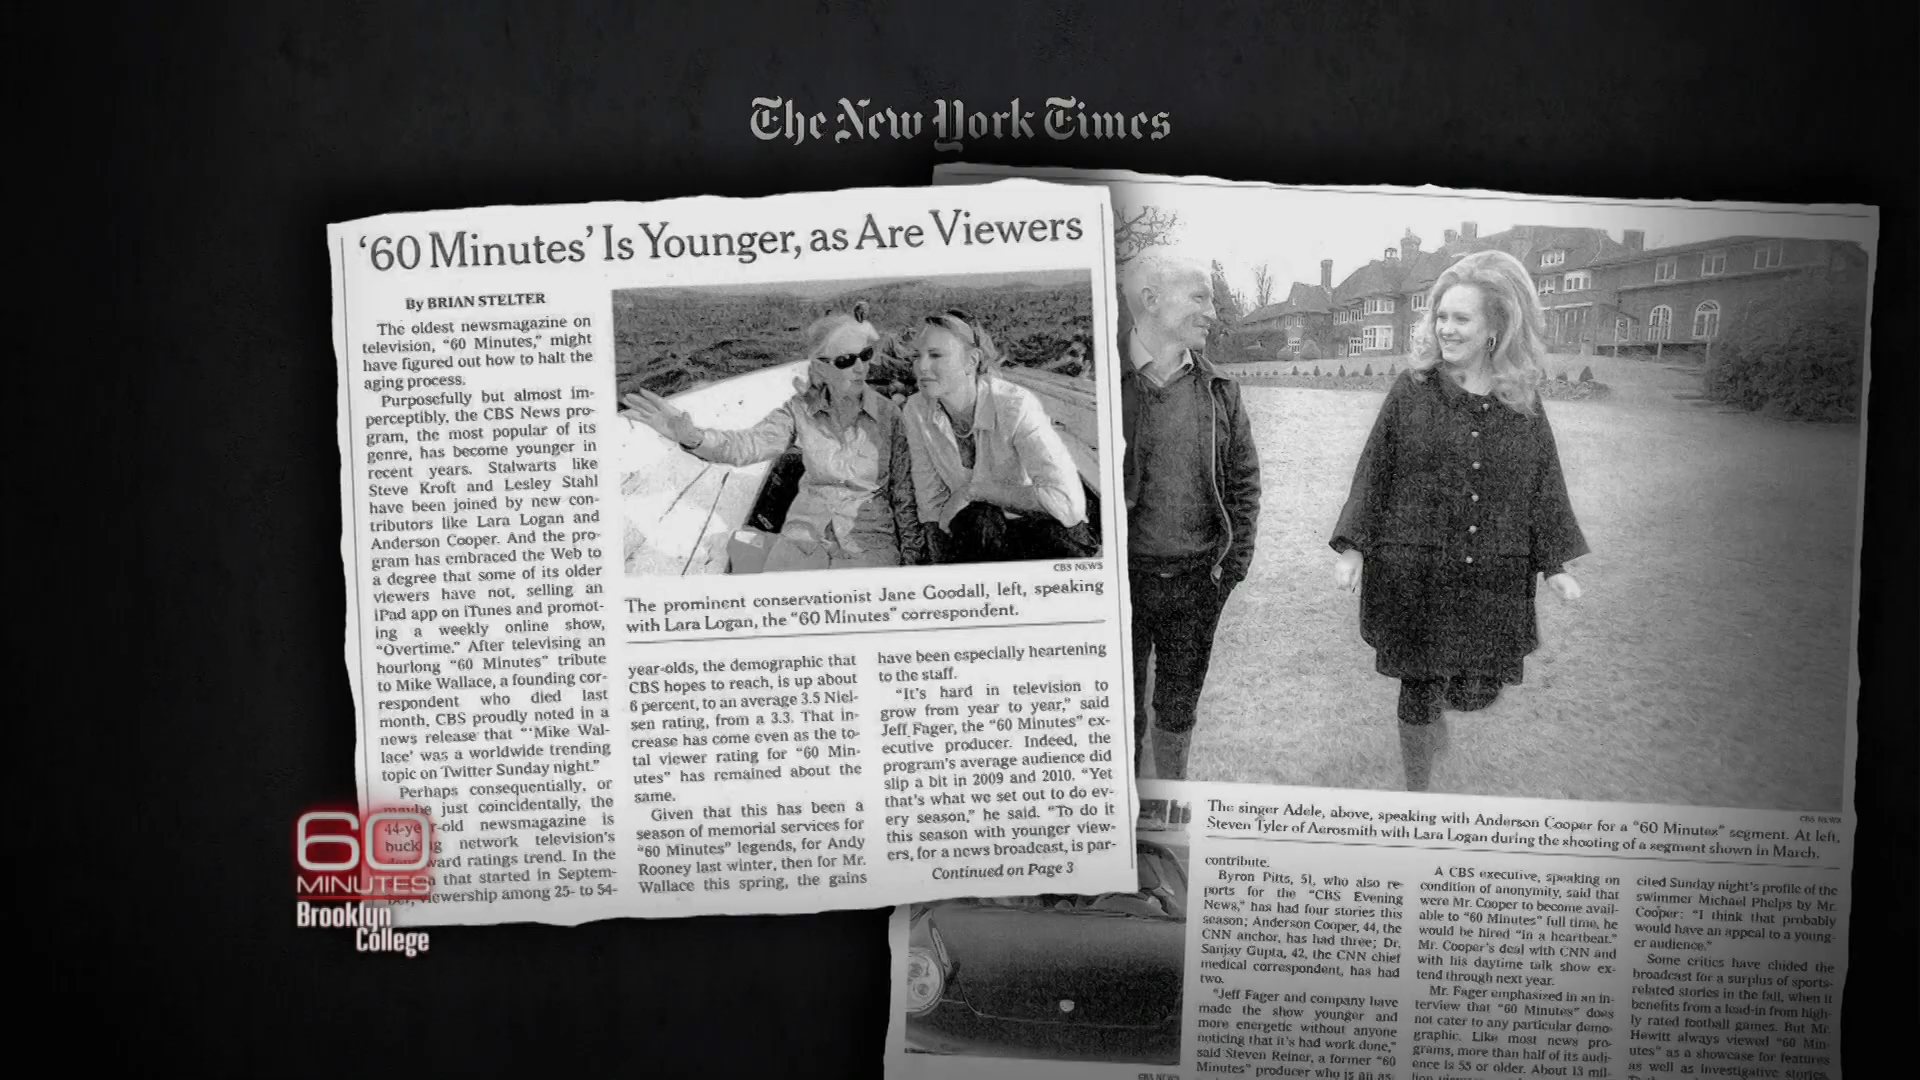 The New York Times
'60 Minutes' Is Younger, as Are Viewers
By BRIAN STELTER
The oldest newsmagazine on
television, "60 Minutes," might
have figured out how to halt the
aging process.
Purposefully but almost im-
perceptibly, the CBS News pro-
gram, the most popular of its
genre, has become younger in
recent years. Stalwarts like
Steve Kroft and Lesley Stahl
have been joined by new con-
tributors like Lara Logan and
Anderson Cooper. And the pro-
gram has embraced the Web to
a degree that some of its older
viewers have not, selling an
iPad app on iTunes and promot-
ing a weekly online show,
"Overtime." After televising an
hourlong "60 Minutes" tribute
to Mike Wallace, a founding cor-
respondent who died last
month, CBS proudly noted in a
news release that "'Mike Wal-
lace' was a worldwide trending
topic on Twitter Sunday night."
Perhaps consequentially, or
maybe just coincidentally, the
44-year-old newsmagazine is
bucking network television's
downward ratings trend. In the
that started in Septem-
ber, viewership among 25- to 54-
CBS NEWS
The prominent conservationist Jane Goodall, left, speaking
with Lara Logan, the "60 Minutes" correspondent.
year-olds, the demographic that
CBS hopes to reach, is up about
6 percent, to an average 3.5 Niel-
sen rating, from a 3.3. That in-
crease has come even as the to-
tal viewer rating for "60 Min-
utes" has remained about the
same.
Given that this has been a
season of memorial services for
"60 Minutes" legends, for Andy
Rooney last winter, then for Mr.
Wallace this spring, the gains
have been especially heartening
to the staff.
"It's hard in television to
grow from year to year," said
Jeff Fager, the "60 Minutes" ex-
ecutive producer. Indeed, the
program's average audience did
slip a bit in 2009 and 2010. "Yet
that's what we set out to do ev-
ery season," he said. "To do it
this season with younger view-
ers, for a news broadcast, is par-
Continued on Page 3
CBS NEWS
The singer Adele, above, speaking with Anderson Cooper for a "60 Minutes" segment. At left,
Steven Tyler of Aerosmith with Lara Logan during the shooting of a segment shown in March.
contribute.
Byron Pitts, 51, who also re-
ports for the "CBS Evening
News," has had four stories this
season; Anderson Cooper, 44, the
CNN anchor, has had three; Dr.
Sanjay Gupta, 42, the CNN chief
medical correspondent, has had
two.
"Jeff Fager and company have
made the show younger and
more energetic without anyone
noticing that it's had work done,"
said Steven Reiner, a former "60
Minutes" producer who is an as-
A CBS executive, speaking on
condition of anonymity, said that
were Mr. Cooper to become avail-
able to "60 Minutes" full time, he
would be hired "in a heartbeat."
Mr. Cooper's deal with CNN and
with his daytime talk show ex-
tend through next year.
Mr. Fager emphasized in an in-
terview that "60 Minutes" does
not cater to any particular demo-
graphic. Like most news pro-
grams, more than half of its audi-
ence is 55 or older. About 13 mil-
cited Sunday night's profile of the
swimmer Michael Phelps by Mr.
Cooper: "I think that probably
would have an appeal to a young-
er audience."
Some critics have chided the
broadcast for a surplus of sports-
related stories in the fall, when it
benefits from a lead-in from high-
ly rated football games. But Mr.
Hewitt always viewed "60 Min-
utes" as a showcase for features
as well as investigative stories.
CBS NEWS
60
MINUTES
Brooklyn
College